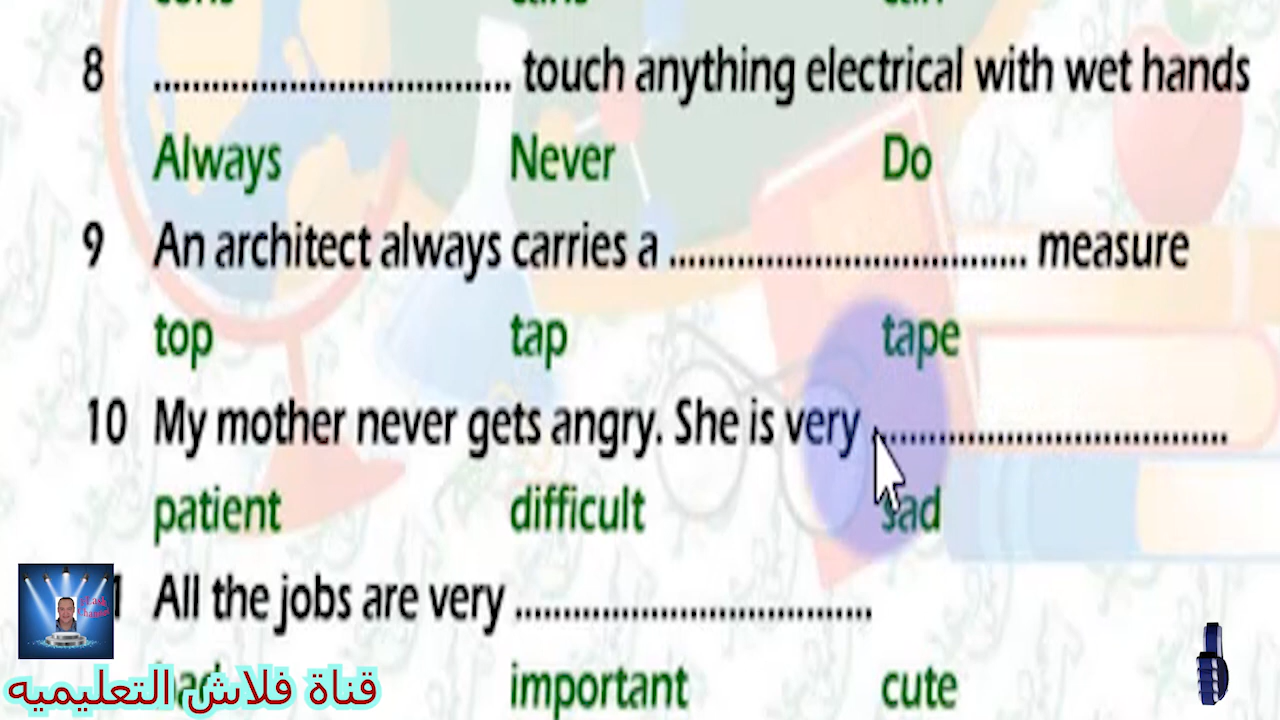 8 ..................................... touch anything electrical with wet hands
Always Never Do
9 An architect always carries a ..................................... measure
top tap tape
10 My mother never gets angry. She is very .....................................
patient difficult sad
All the jobs are very .....................................
important cute
قناة فلاش التعليميه